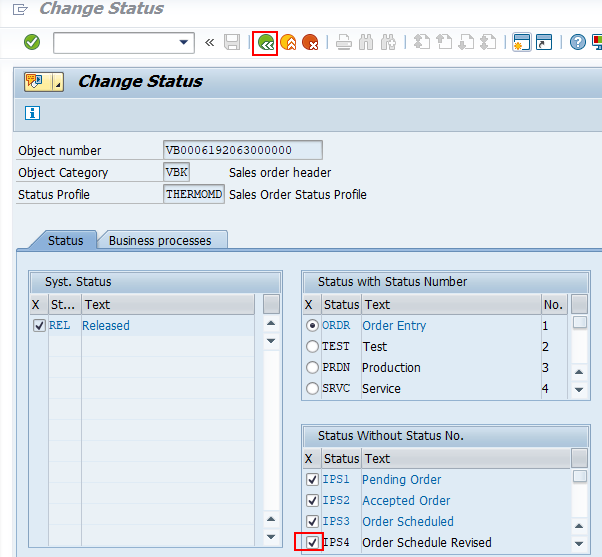 Change Status
Change Status
Object number VB0006192063000000
Object Category VBK Sales order header
Status Profile THERMOMD Sales Order Status Profile
Status Business processes
Syst. Status
X St... Text
REL Released
Status with Status Number
X Status Text No.
ORDR Order Entry 1
TEST Test 2
PRDN Production 3
SRVC Service 4
Status Without Status No.
X Status Text
IPS1 Pending Order
IPS2 Accepted Order
IPS3 Order Scheduled
IPS4 Order Schedule Revised